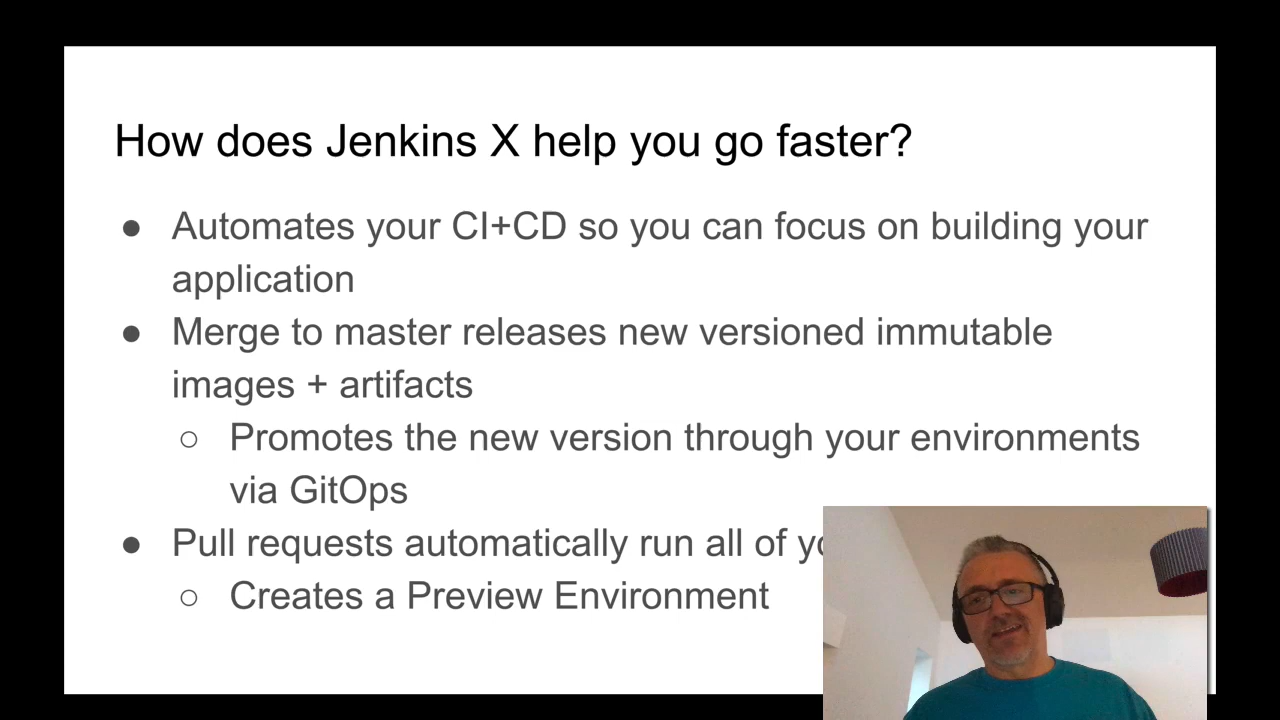 How does Jenkins X help you go faster?
● Automates your CI+CD so you can focus on building your
application
● Merge to master releases new versioned immutable
images + artifacts
○ Promotes the new version through your environments
via GitOps
● Pull requests automatically run all of
○ Creates a Preview Environment